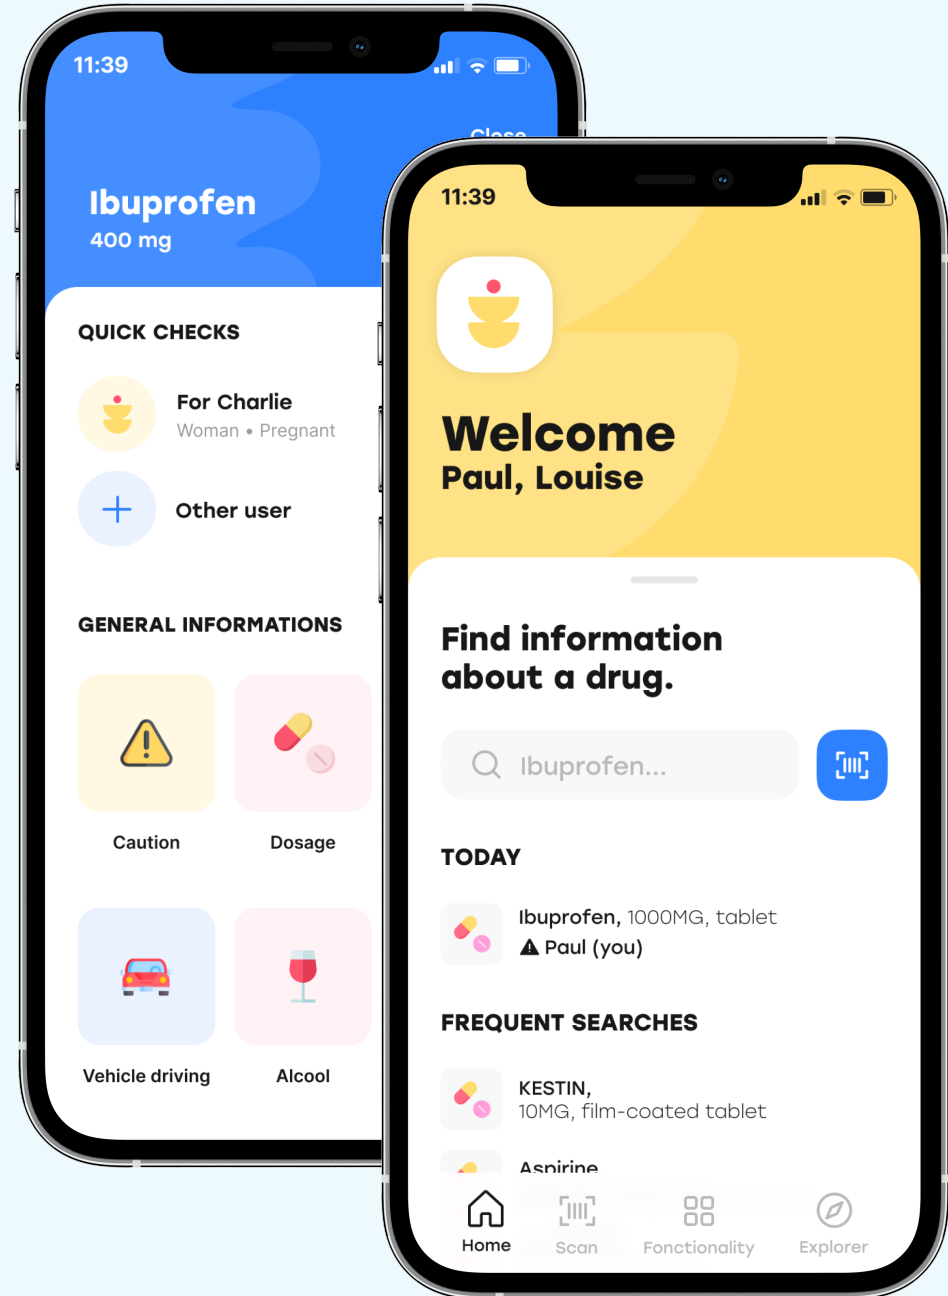 11:39
Close
Ibuprofen
400 mg
QUICK CHECKS
For Charlie
Woman • Pregnant
Other user
GENERAL INFORMATIONS
Caution
Dosage
Vehicle driving
Alcool
11:39
Welcome
Paul, Louise
Find information
about a drug.
Ibuprofen...
TODAY
Ibuprofen, 1000MG, tablet
Paul (you)
FREQUENT SEARCHES
KESTIN,
10MG, film-coated tablet
Aspirine
Home
Scan
Fonctionality
Explorer